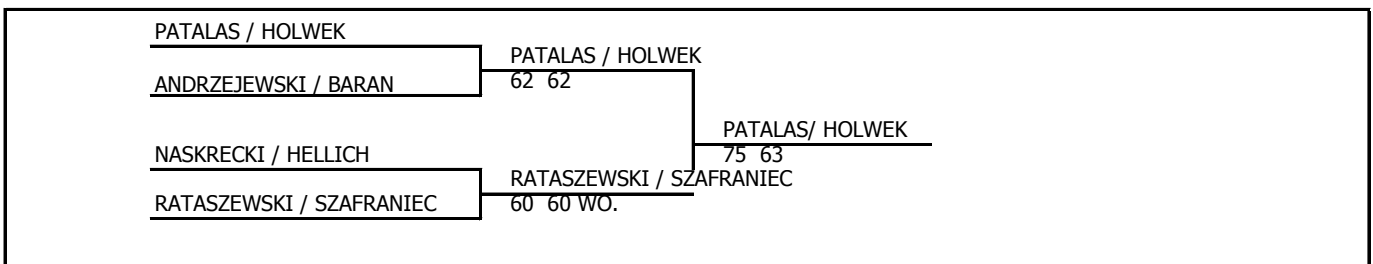 PATALAS / HOLWEK
PATALAS / HOLWEK
ANDRZEJEWSKI / BARAN
62 62
PATALAS/ HOLWEK
NASKRECKI / HELLICH
75 63
RATASZEWSKI / SZAFRANIEC
RATASZEWSKI / SZAFRANIEC
60 60 WO.